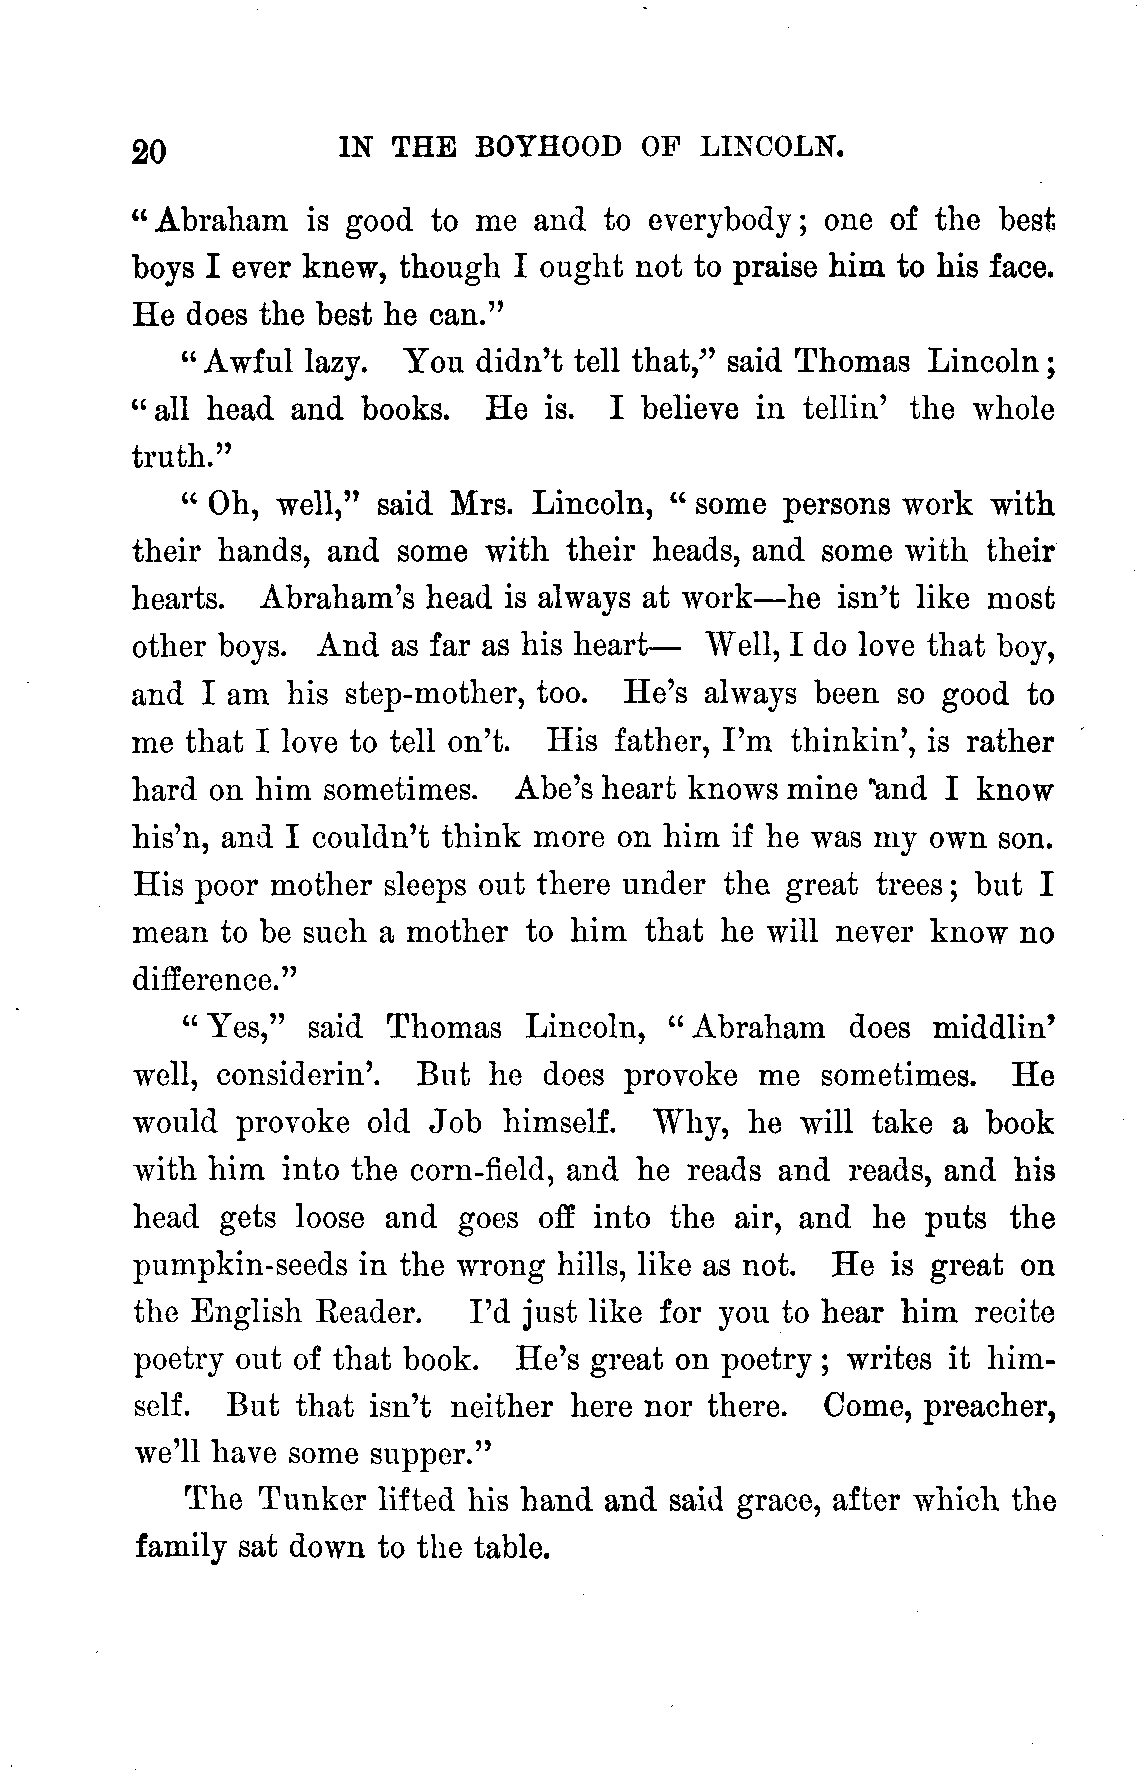 20 IN THE BOYHOOD OF LINCOLN.
“Abraham is good to me and to everybody; one of the best
boys I ever knew, though I ought not to praise him to his face.
He does the best he can.”
“Awful lazy. You didn’t tell that,” said Thomas Lincoln;
“all head and books. He is. I believe in tellin’ the whole
truth.”
“Oh, well,” said Mrs. Lincoln, “some persons work with
their hands, and some with their heads, and some with their
hearts. Abraham’s head is always at work—he isn’t like most
other boys. And as far as his heart— Well, I do love that boy,
and I am his step-mother, too. He’s always been so good to
me that I love to tell on’t. His father, I’m thinkin’, is rather
hard on him sometimes. Abe’s heart knows mine and I know
his’n, and I couldn’t think more on him if he was my own son.
His poor mother sleeps out there under the great trees; but I
mean to be such a mother to him that he will never know no
difference.”
“Yes,” said Thomas Lincoln, “Abraham does middlin’
well, considerin’. But he does provoke me sometimes. He
would provoke old Job himself. Why, he will take a book
with him into the corn-field, and he reads and reads, and his
head gets loose and goes off into the air, and he puts the
pumpkin-seeds in the wrong hills, like as not. He is great on
the English Reader. I’d just like for you to hear him recite
poetry out of that book. He’s great on poetry; writes it him-
self. But that isn’t neither here nor there. Come, preacher,
we’ll have some supper.”
The Tunker lifted his hand and said grace, after which the
family sat down to the table.